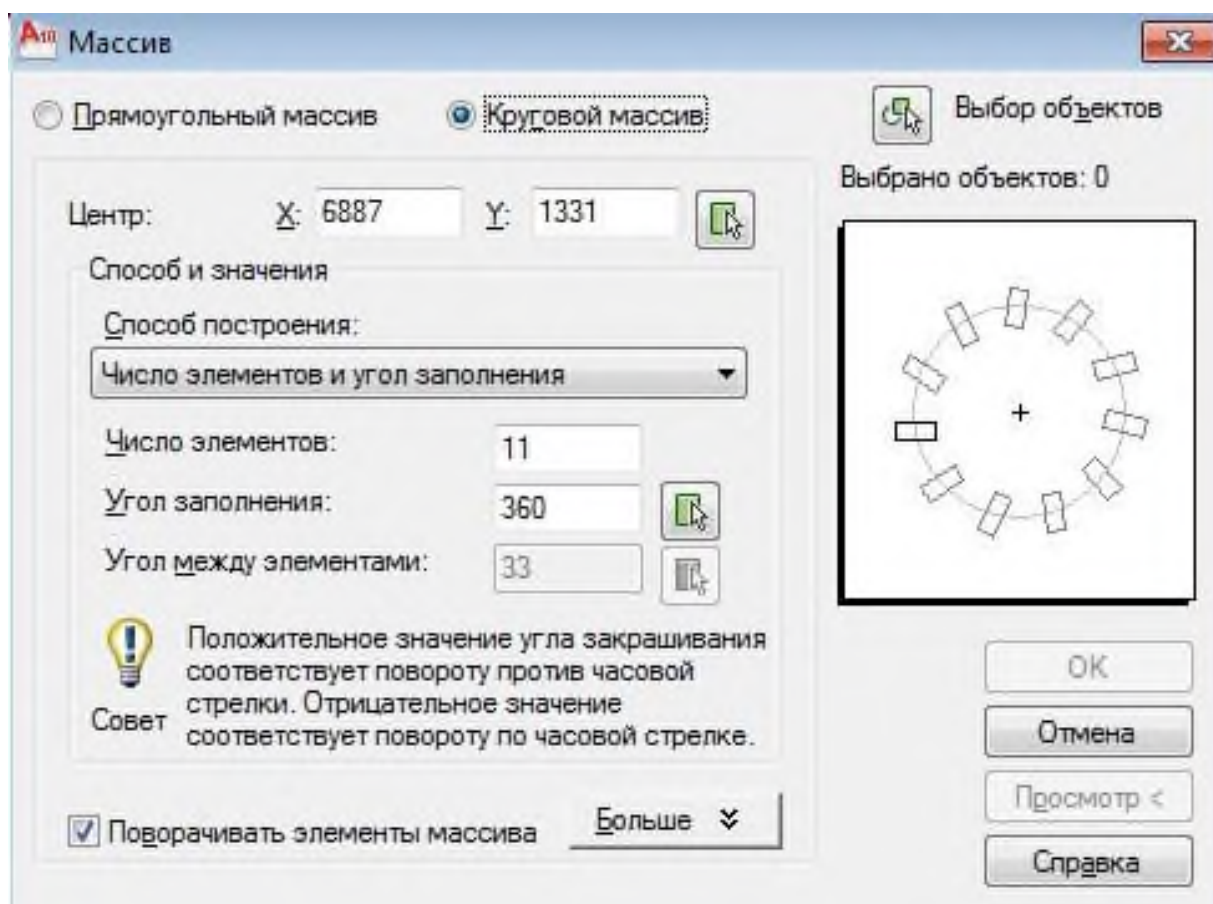 Массив
Прямоугольный массив
Круговой массив
Выбор объектов
Выбрано объектов: 0
Центр: X: 6887 Y: 1331
Способ и значения
Способ построения:
Число элементов и угол заполнения
Число элементов: 11
Угол заполнения: 360
Угол между элементами: 33
Положительное значение угла закрашивания
соответствует повороту против часовой
стрелки. Отрицательное значение
соответствует повороту по часовой стрелке.
Совет
Поворачивать элементы массива
Больше
OK
Отмена
Просмотр <
Справка